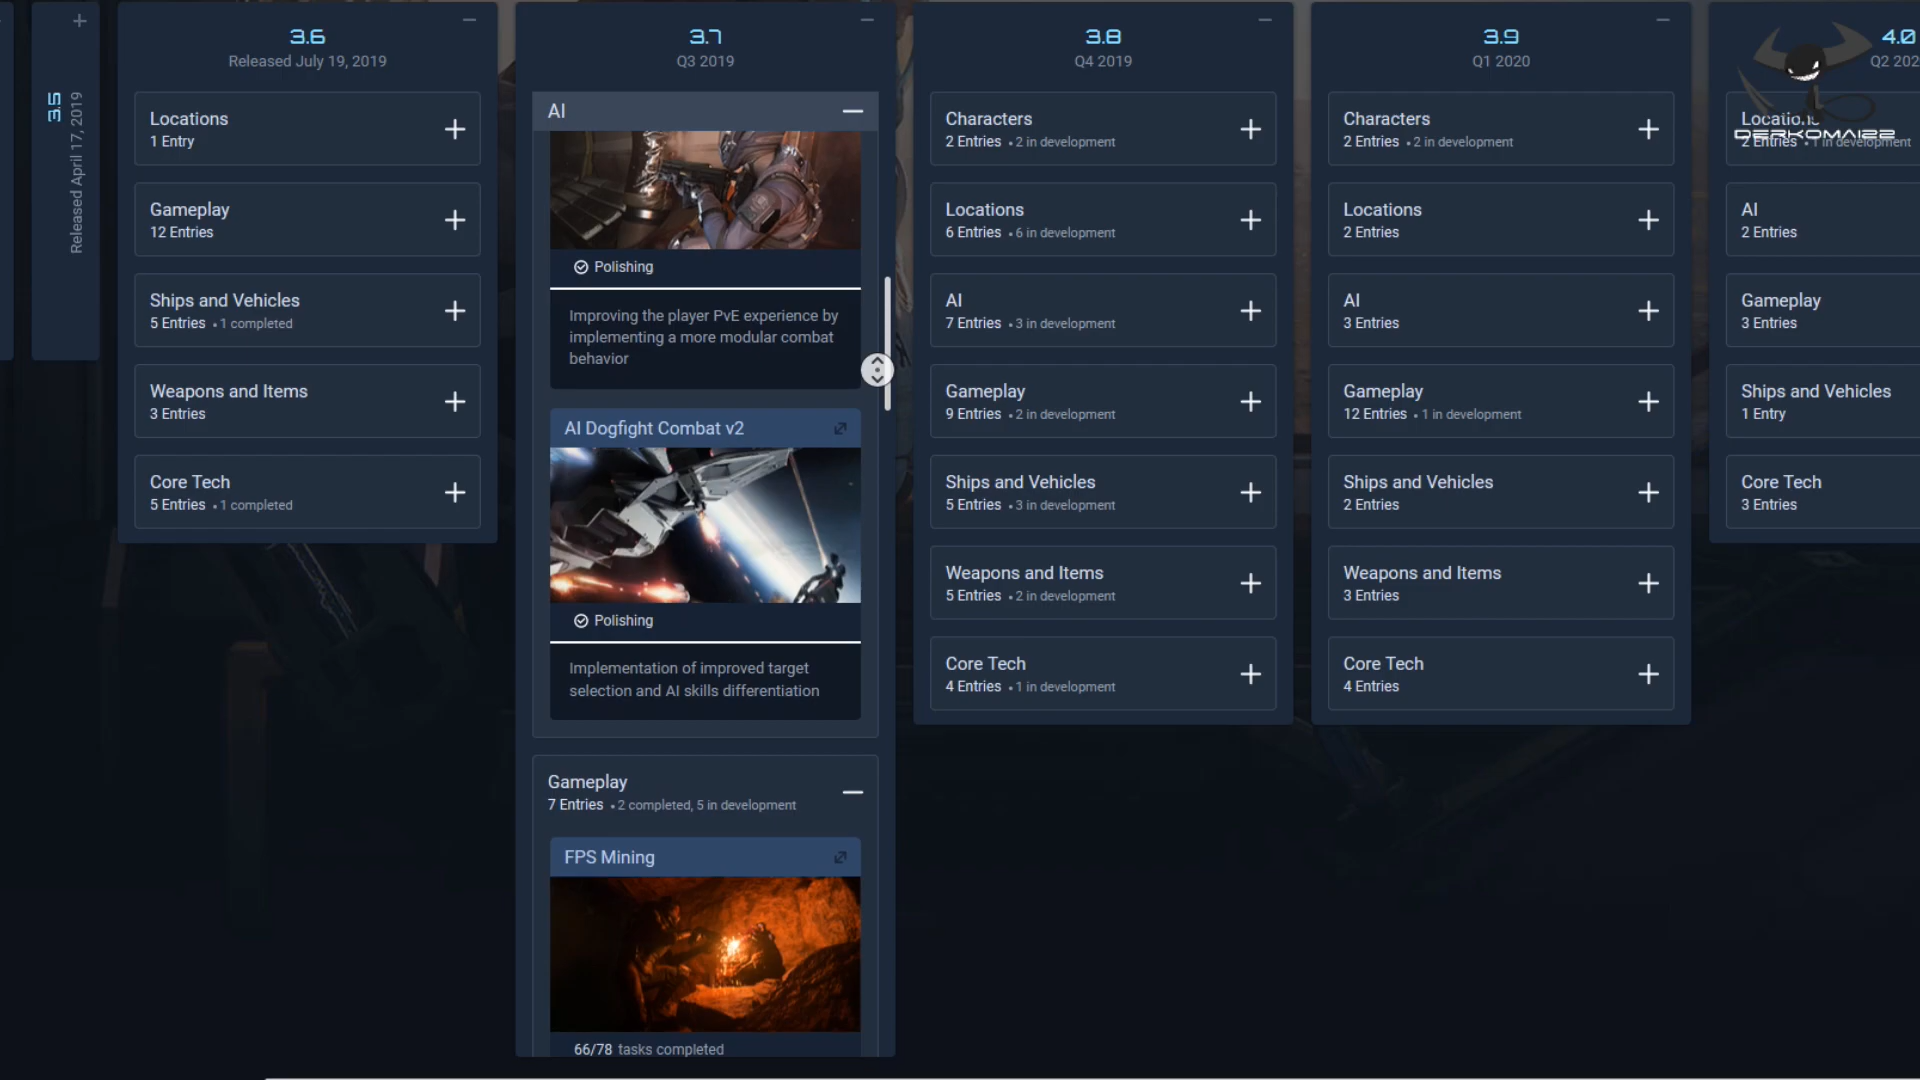 3.5
Released April 17, 2019
3.6
Released July 19, 2019
Locations
1 Entry
Gameplay
12 Entries
Ships and Vehicles
5 Entries • 1 completed
Weapons and Items
3 Entries
Core Tech
5 Entries • 1 completed
3.7
Q3 2019
AI
Polishing
Improving the player PvE experience by
implementing a more modular combat
behavior
AI Dogfight Combat v2
Polishing
Implementation of improved target
selection and AI skills differentiation
Gameplay
7 Entries • 2 completed, 5 in development
FPS Mining
66/78 tasks completed
3.8
Q4 2019
Characters
2 Entries • 2 in development
Locations
6 Entries • 6 in development
AI
7 Entries • 3 in development
Gameplay
9 Entries • 2 in development
Ships and Vehicles
5 Entries • 3 in development
Weapons and Items
5 Entries • 2 in development
Core Tech
4 Entries • 1 in development
3.9
Q1 2020
Characters
2 Entries • 2 in development
Locations
2 Entries
AI
3 Entries
Gameplay
12 Entries • 1 in development
Ships and Vehicles
2 Entries
Weapons and Items
3 Entries
Core Tech
4 Entries
4.0
Q2 202
Locations
DERKOMAI22
2 Entries • 1 in development
AI
2 Entries
Gameplay
3 Entries
Ships and Vehicles
1 Entry
Core Tech
3 Entries